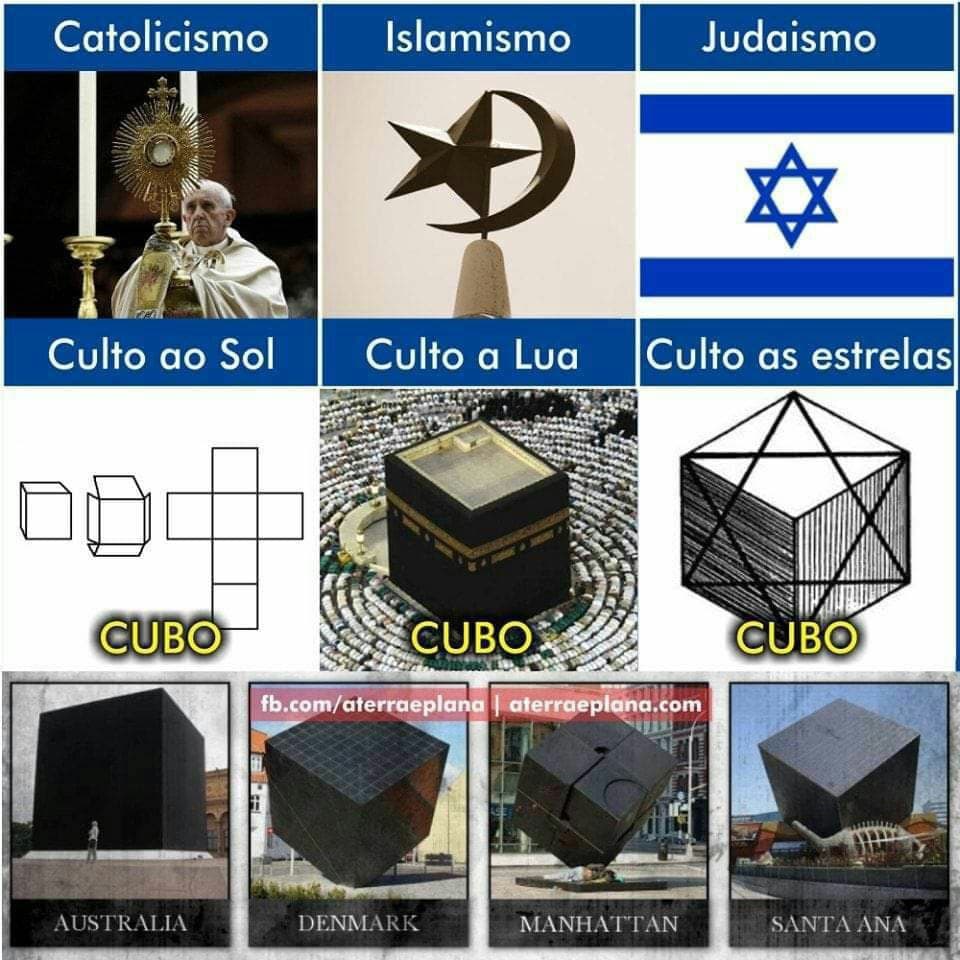 Catolicismo
Islamismo
Judaismo
Culto ao Sol
Culto a Lua
Culto as estrelas
CUBO
CUBO
CUBO
fb.com/aterraeplana | aterraeplana.com
AUSTRALIA
DENMARK
MANHATTAN
SANTA ANA